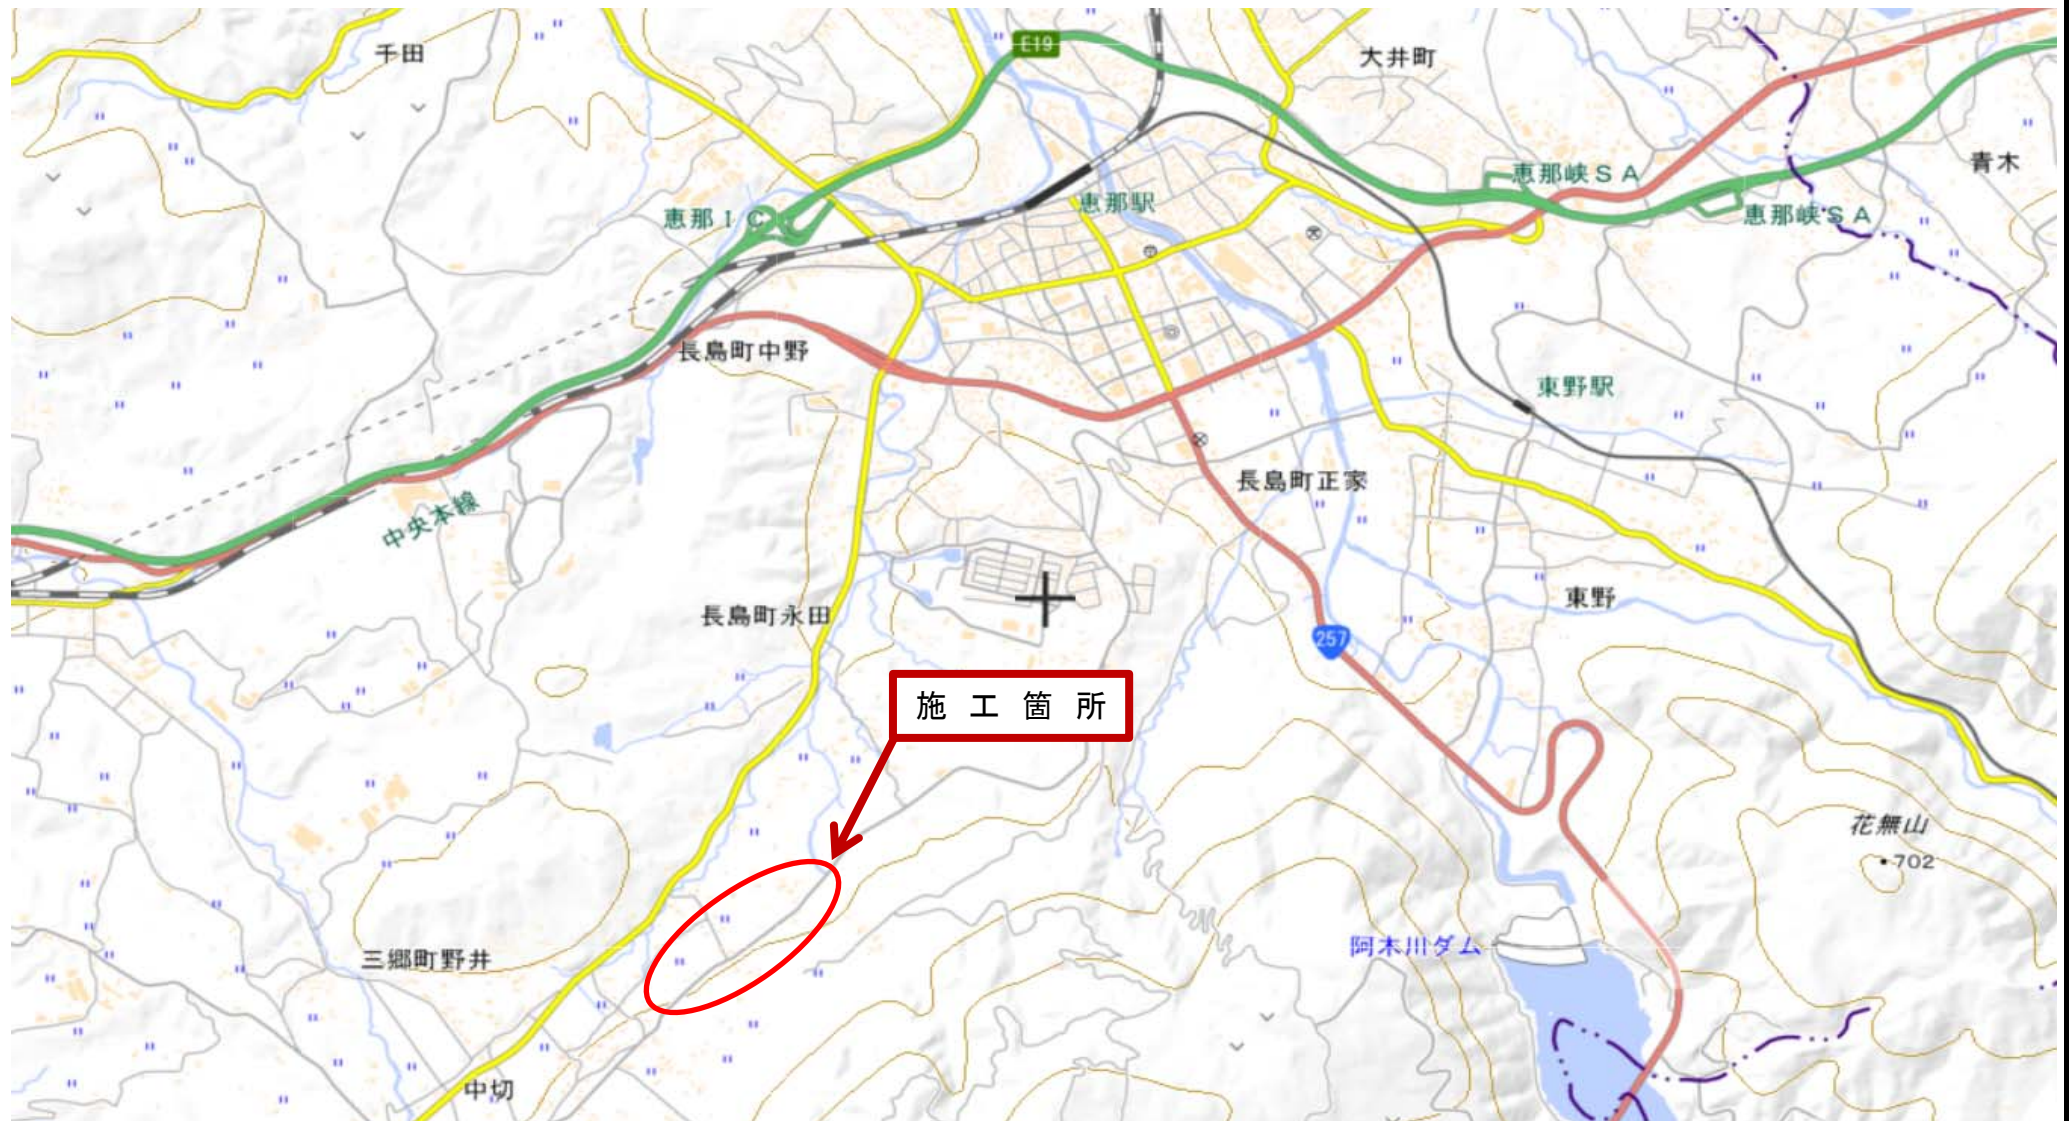 E19
千田
大井町
青木
恵那峡ＳＡ
恵那ＩＣ
恵那駅
恵那峡ＳＡ
長島町中野
東野駅
長島町正家
中央本線
長島町永田
東野
257
施工箇所
花無山
702
三郷町野井
阿木川ダム
中切